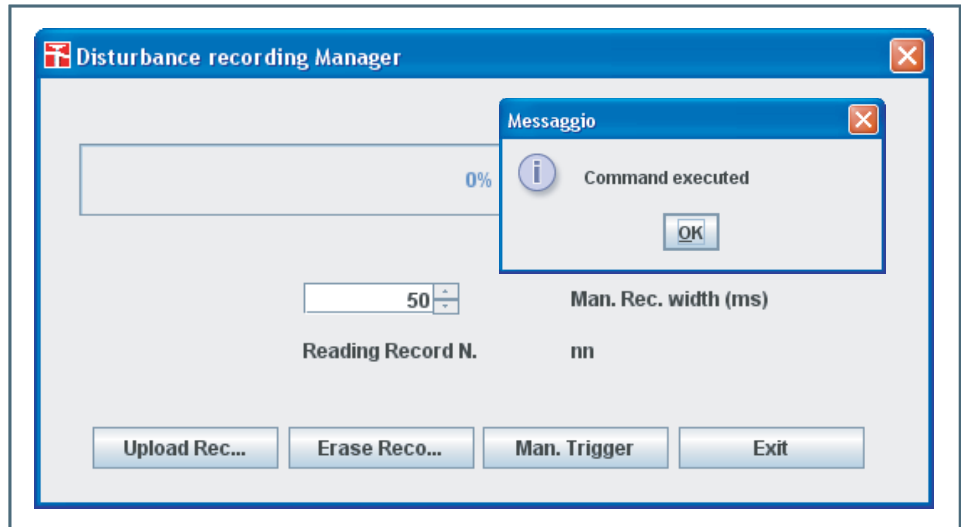 Disturbance recording Manager
Messaggio
0%
Command executed
OK
50
Man. Rec. width (ms)
Reading Record N.
nn
Upload Rec...
Erase Reco...
Man. Trigger
Exit